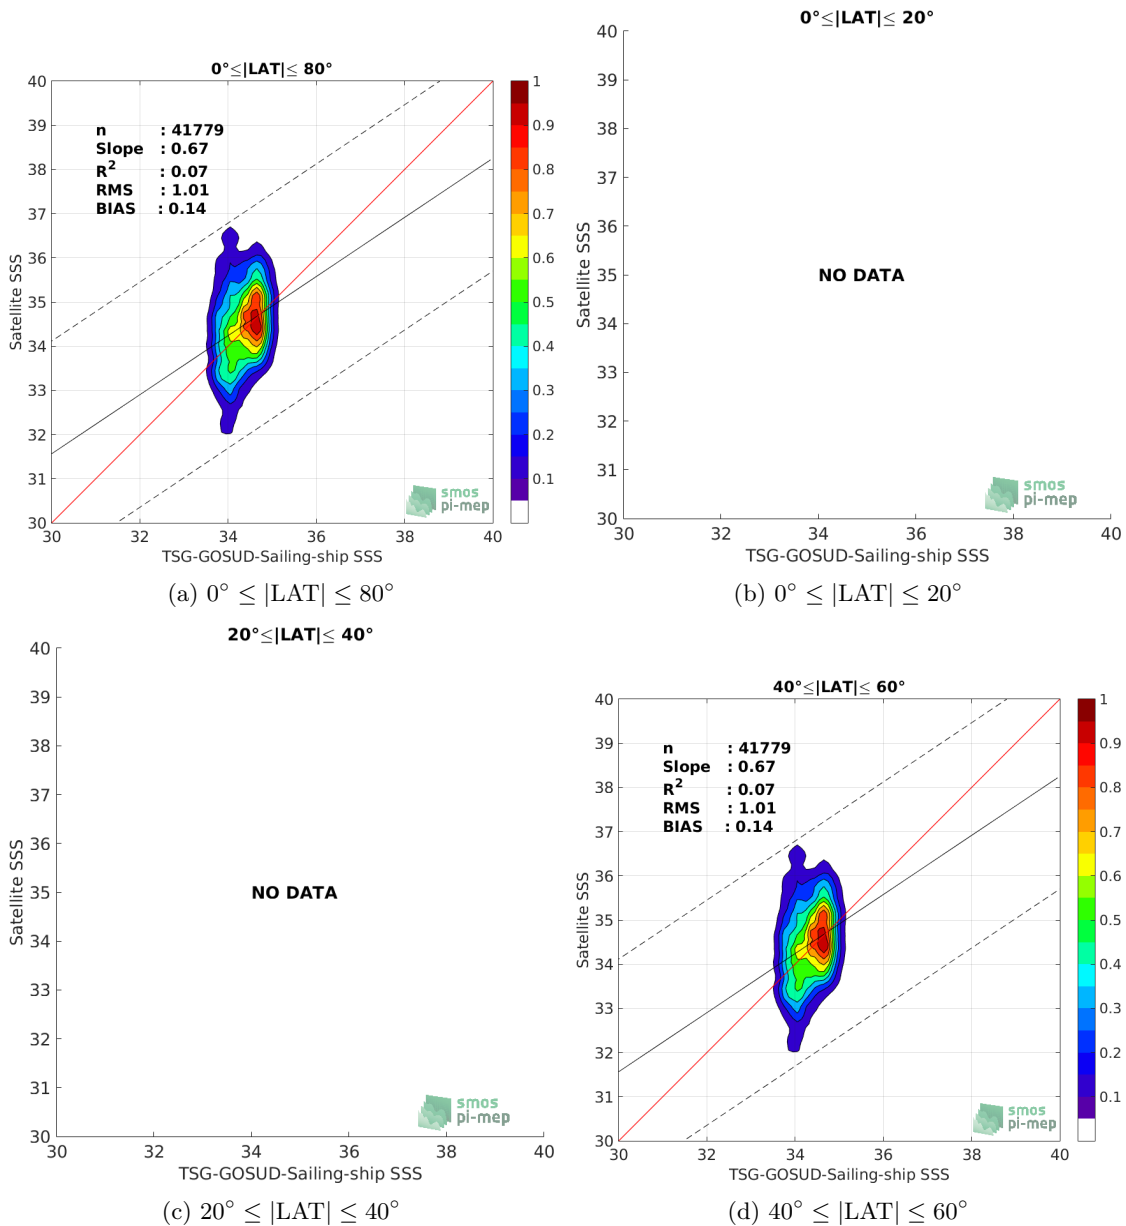 0°≤|LAT|≤ 80°
40
39
38
37
36
35
34
33
32
31
30
Satellite SSS
n : 41779
Slope : 0.67
R² : 0.07
RMS : 1.01
BIAS : 0.14
1
0.9
0.8
0.7
0.6
0.5
0.4
0.3
0.2
0.1
smos
pi-mep
30 32 34 36 38 40
TSG-GOSUD-Sailing-ship SSS
(a) 0° ≤ |LAT| ≤ 80°
0°≤|LAT|≤ 20°
40
39
38
37
36
35
34
33
32
31
30
Satellite SSS
NO DATA
smos
pi-mep
30 32 34 36 38 40
TSG-GOSUD-Sailing-ship SSS
(b) 0° ≤ |LAT| ≤ 20°
20°≤|LAT|≤ 40°
40
39
38
37
36
35
34
33
32
31
30
Satellite SSS
NO DATA
smos
pi-mep
30 32 34 36 38 40
TSG-GOSUD-Sailing-ship SSS
(c) 20° ≤ |LAT| ≤ 40°
40°≤|LAT|≤ 60°
40
39
38
37
36
35
34
33
32
31
30
Satellite SSS
n : 41779
Slope : 0.67
R² : 0.07
RMS : 1.01
BIAS : 0.14
1
0.9
0.8
0.7
0.6
0.5
0.4
0.3
0.2
0.1
smos
pi-mep
30 32 34 36 38 40
TSG-GOSUD-Sailing-ship SSS
(d) 40° ≤ |LAT| ≤ 60°